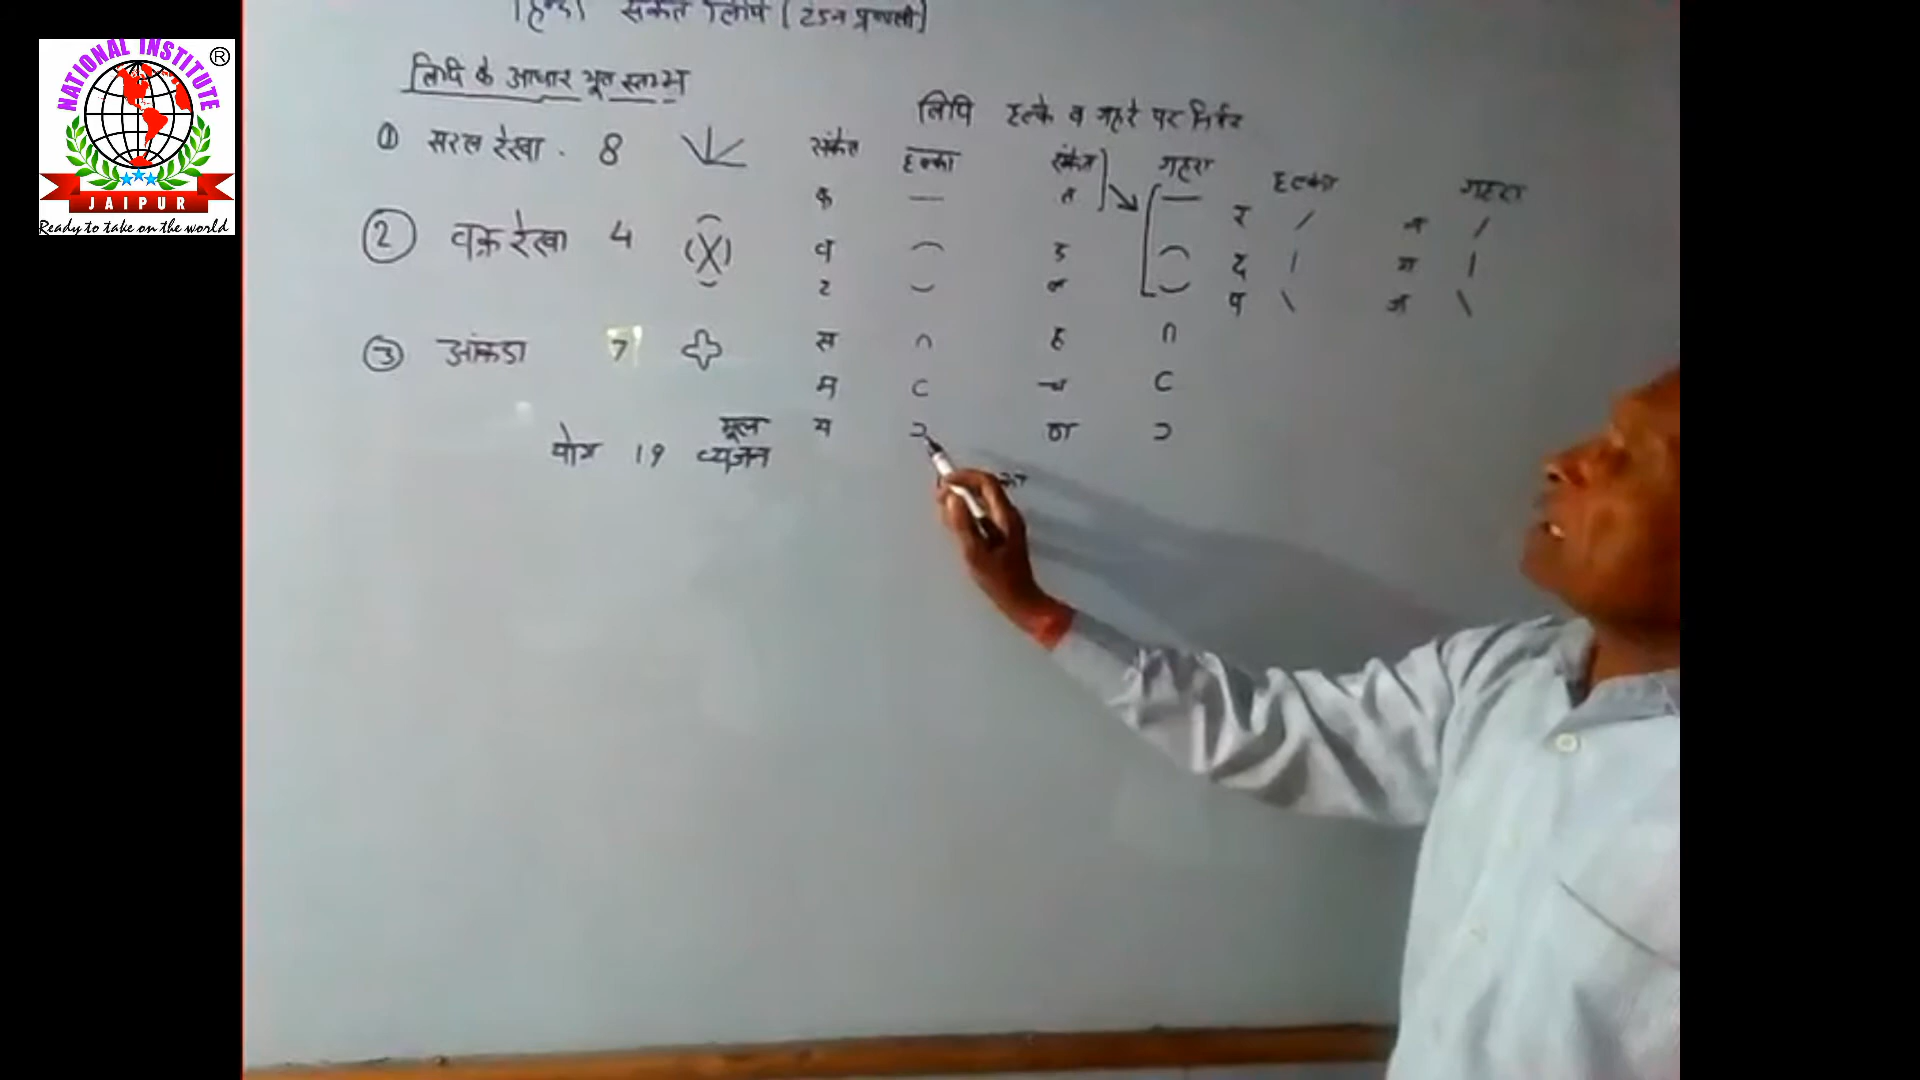 NATIONAL INSTITUTE ®
JAIPUR
Ready to take on the world
हिन्दी संकेत लिपि (टंडन प्रणाली)
लिपि के आधार भूत स्तम्भ
लिपि हल्के व गहरे पर निर्भर
① सरल रेखा . 8
संकेत हल्का संकेत गहरा हल्का गहरा
क त र न
② वक्र रेखा 4
व ड द ग
ट ल प ज
③ आंकडा 7
स ह
म च
योग 19 मूल व्यंजन
य ण